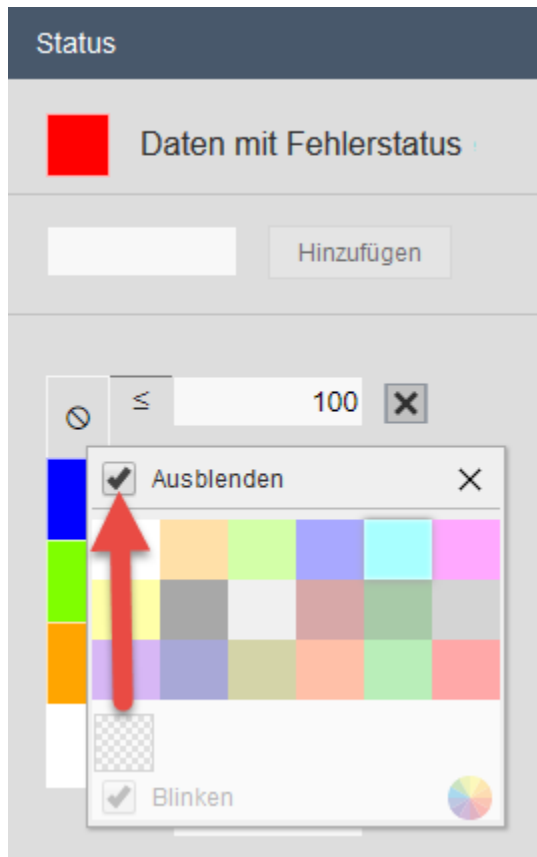 Status
Daten mit Fehlerstatus
Hinzufügen
≤ 100
Ausblenden
Blinken